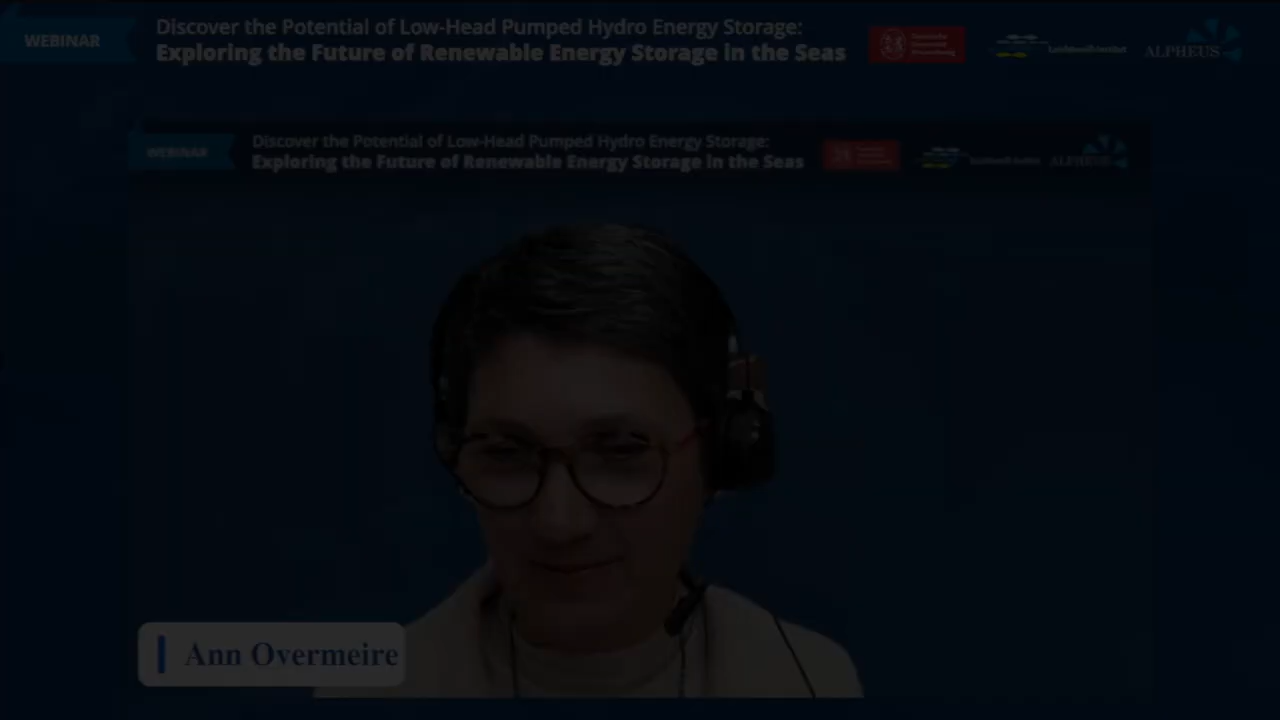 WEBINAR
Discover the Potential of Low-Head Pumped Hydro Energy Storage:
Exploring the Future of Renewable Energy Storage in the Seas
ALPHEUS
WEBINAR
Discover the Potential of Low-Head Pumped Hydro Energy Storage:
Exploring the Future of Renewable Energy Storage in the Seas
ALPHEUS
Ann Overmeire